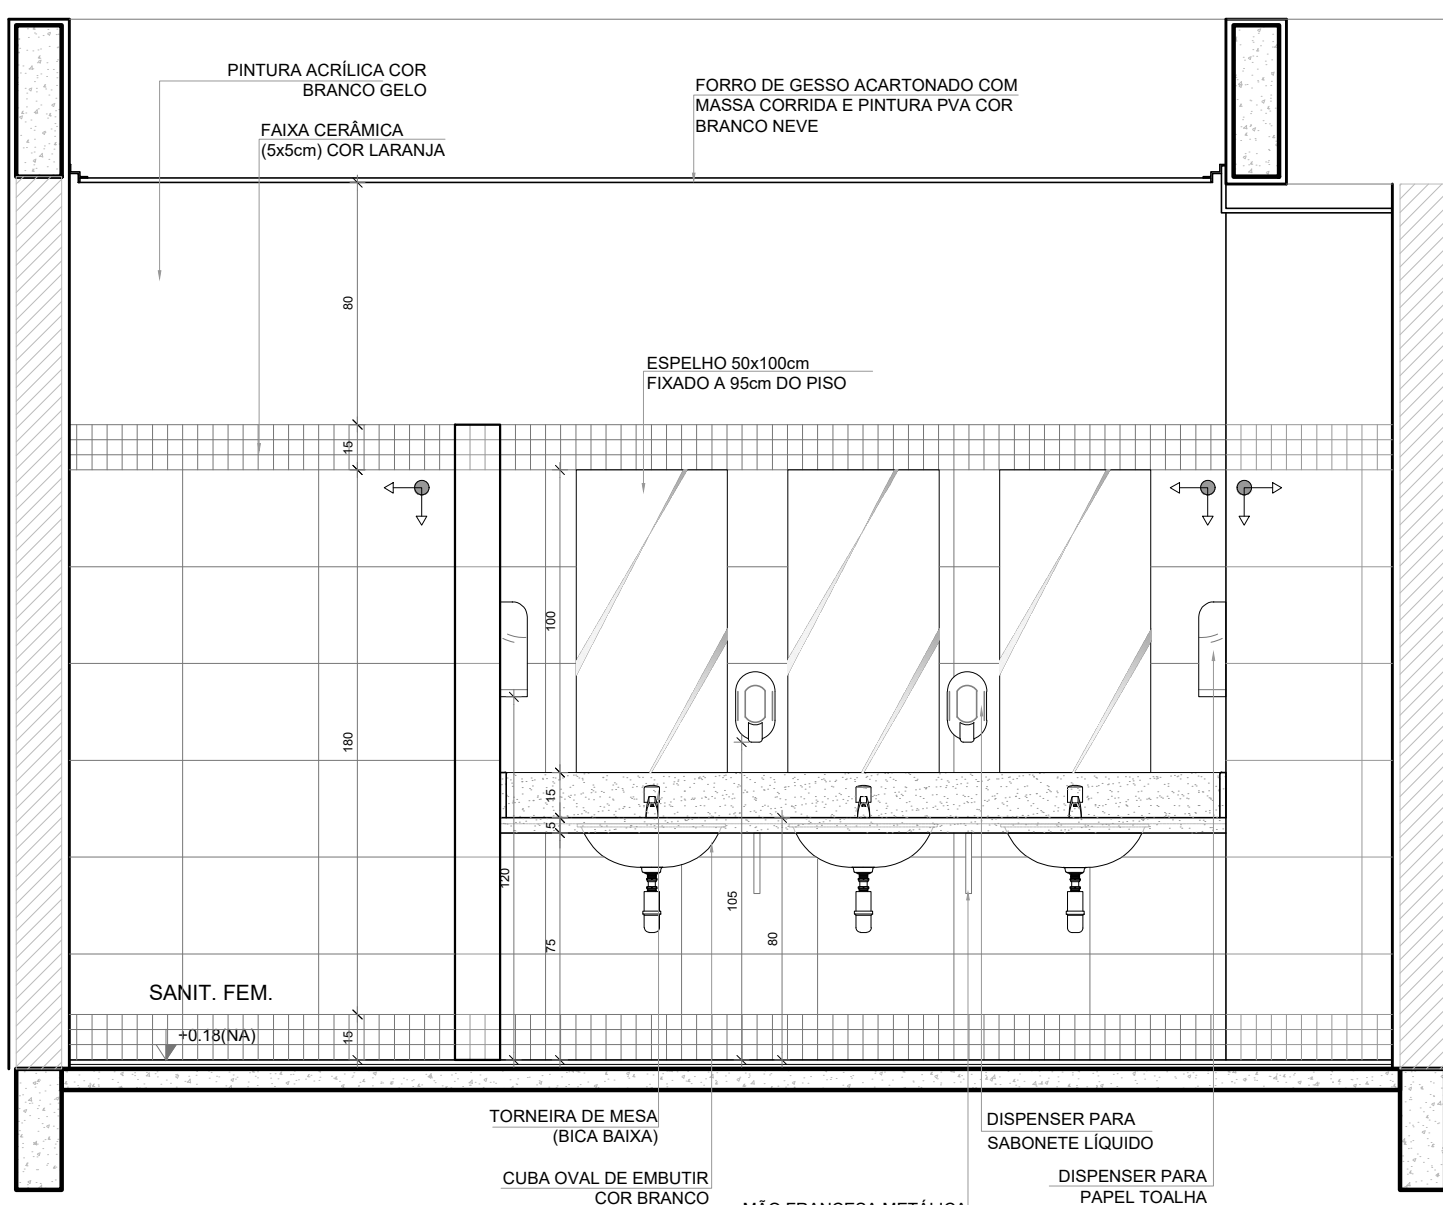 PINTURA ACRÍLICA COR
BRANCO GELO
FORRO DE GESSO ACARTONADO COM
MASSA CORRIDA E PINTURA PVA COR
BRANCO NEVE
FAIXA CERÂMICA
(5x5cm) COR LARANJA
80
ESPELHO 50x100cm
FIXADO A 95cm DO PISO
15
100
180
15
5
120
105
75
80
SANIT. FEM.
+0.18(NA)
15
TORNEIRA DE MESA
(BICA BAIXA)
DISPENSER PARA
SABONETE LÍQUIDO
CUBA OVAL DE EMBUTIR
COR BRANCO
DISPENSER PARA
PAPEL TOALHA
MÃO FRANCESA METÁLICA